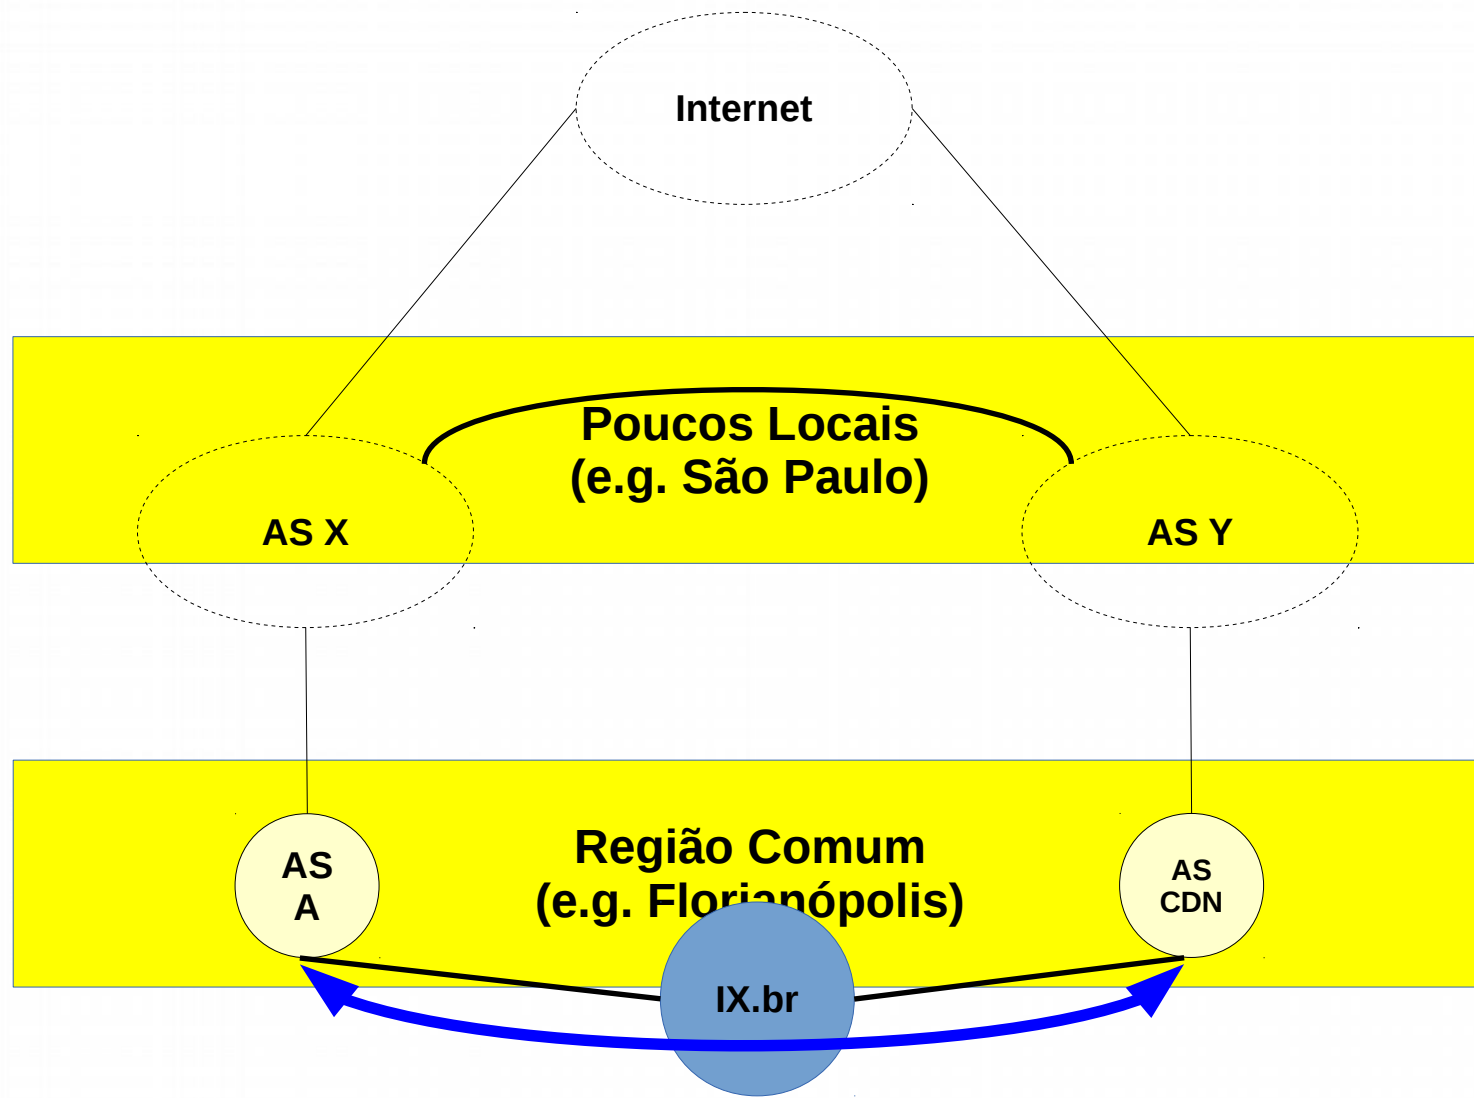 Internet
Poucos Locais
(e.g. São Paulo)
AS X
AS Y
Região Comum
(e.g. Florianópolis)
AS
A
AS
CDN
IX.br